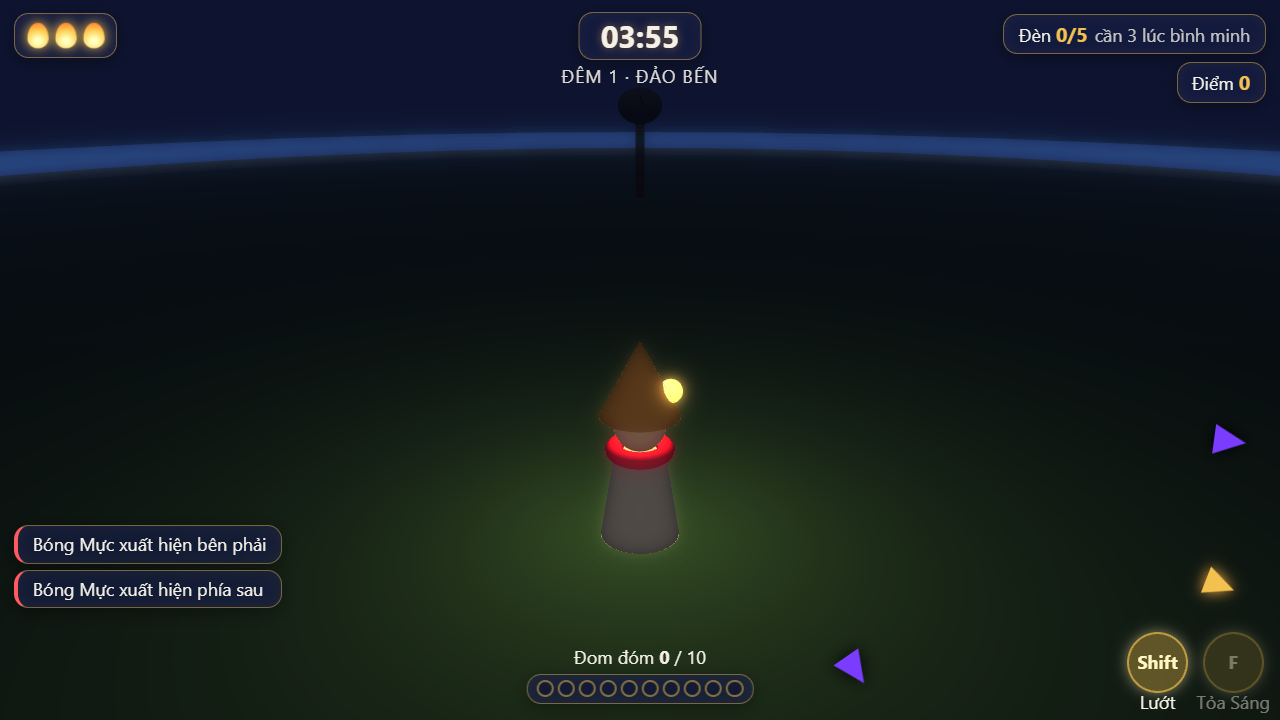 03:55
ĐÊM 1 · ĐẢO BẾN
Đèn 0/5 cần 3 lúc bình minh
Điểm 0
Bóng Mực xuất hiện bên phải
Bóng Mực xuất hiện phía sau
Đom đóm 0 / 10
Shift
F
Lướt
Tỏa Sáng